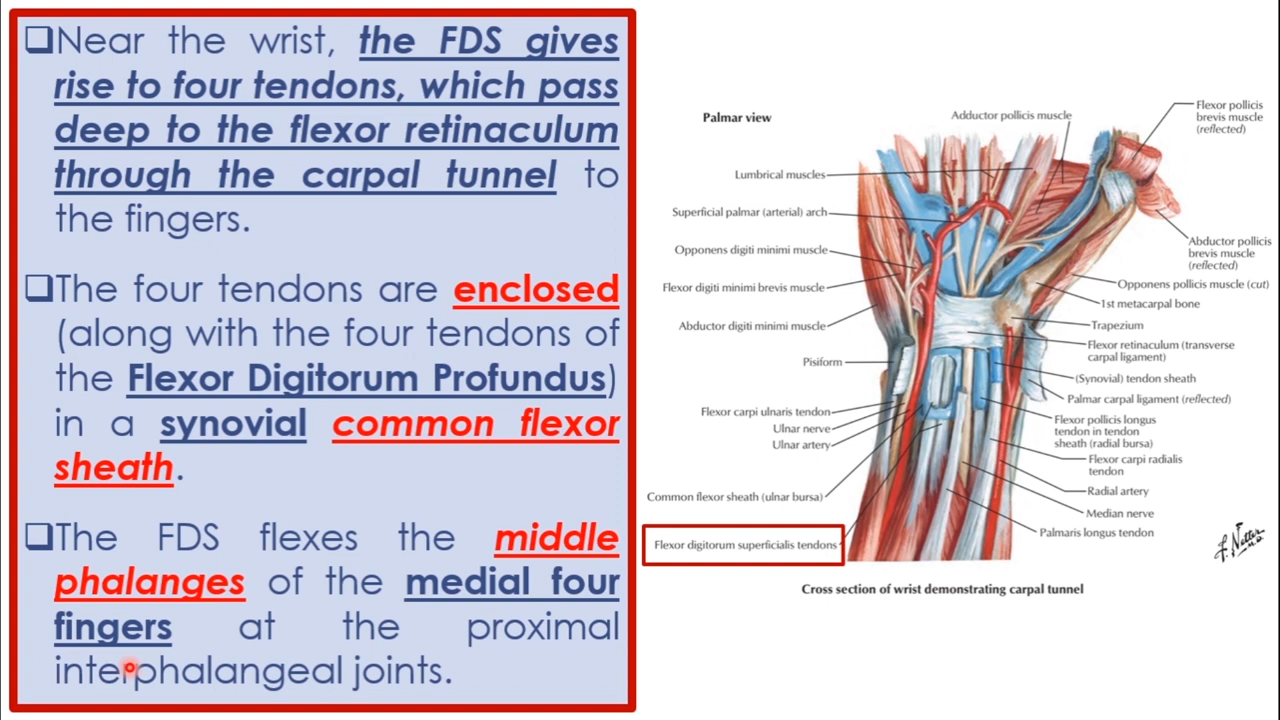 ❑Near the wrist, the FDS gives
rise to four tendons, which pass
deep to the flexor retinaculum
through the carpal tunnel to
the fingers.
❑The four tendons are enclosed
(along with the four tendons of
the Flexor Digitorum Profundus)
in a synovial common flexor
sheath.
❑The FDS flexes the middle
phalanges of the medial four
fingers at the proximal
interphalangeal joints.
Palmar view
Adductor pollicis muscle
Lumbrical muscles
Superficial palmar (arterial) arch
Opponens digiti minimi muscle
Flexor digiti minimi brevis muscle
Abductor digiti minimi muscle
Pisiform
Flexor carpi ulnaris tendon
Ulnar nerve
Ulnar artery
Common flexor sheath (ulnar bursa)
Flexor digitorum superficialis tendons
Flexor pollicis
brevis muscle
(reflected)
Abductor pollicis
brevis muscle
(reflected)
Opponens pollicis muscle (cut)
1st metacarpal bone
Trapezium
Flexor retinaculum (transverse
carpal ligament)
(Synovial) tendon sheath
Palmar carpal ligament (reflected)
Flexor pollicis longus
tendon in tendon
sheath (radial bursa)
Flexor carpi radialis
tendon
Radial artery
Median nerve
Palmaris longus tendon
F. Netter
M.D.
Cross section of wrist demonstrating carpal tunnel